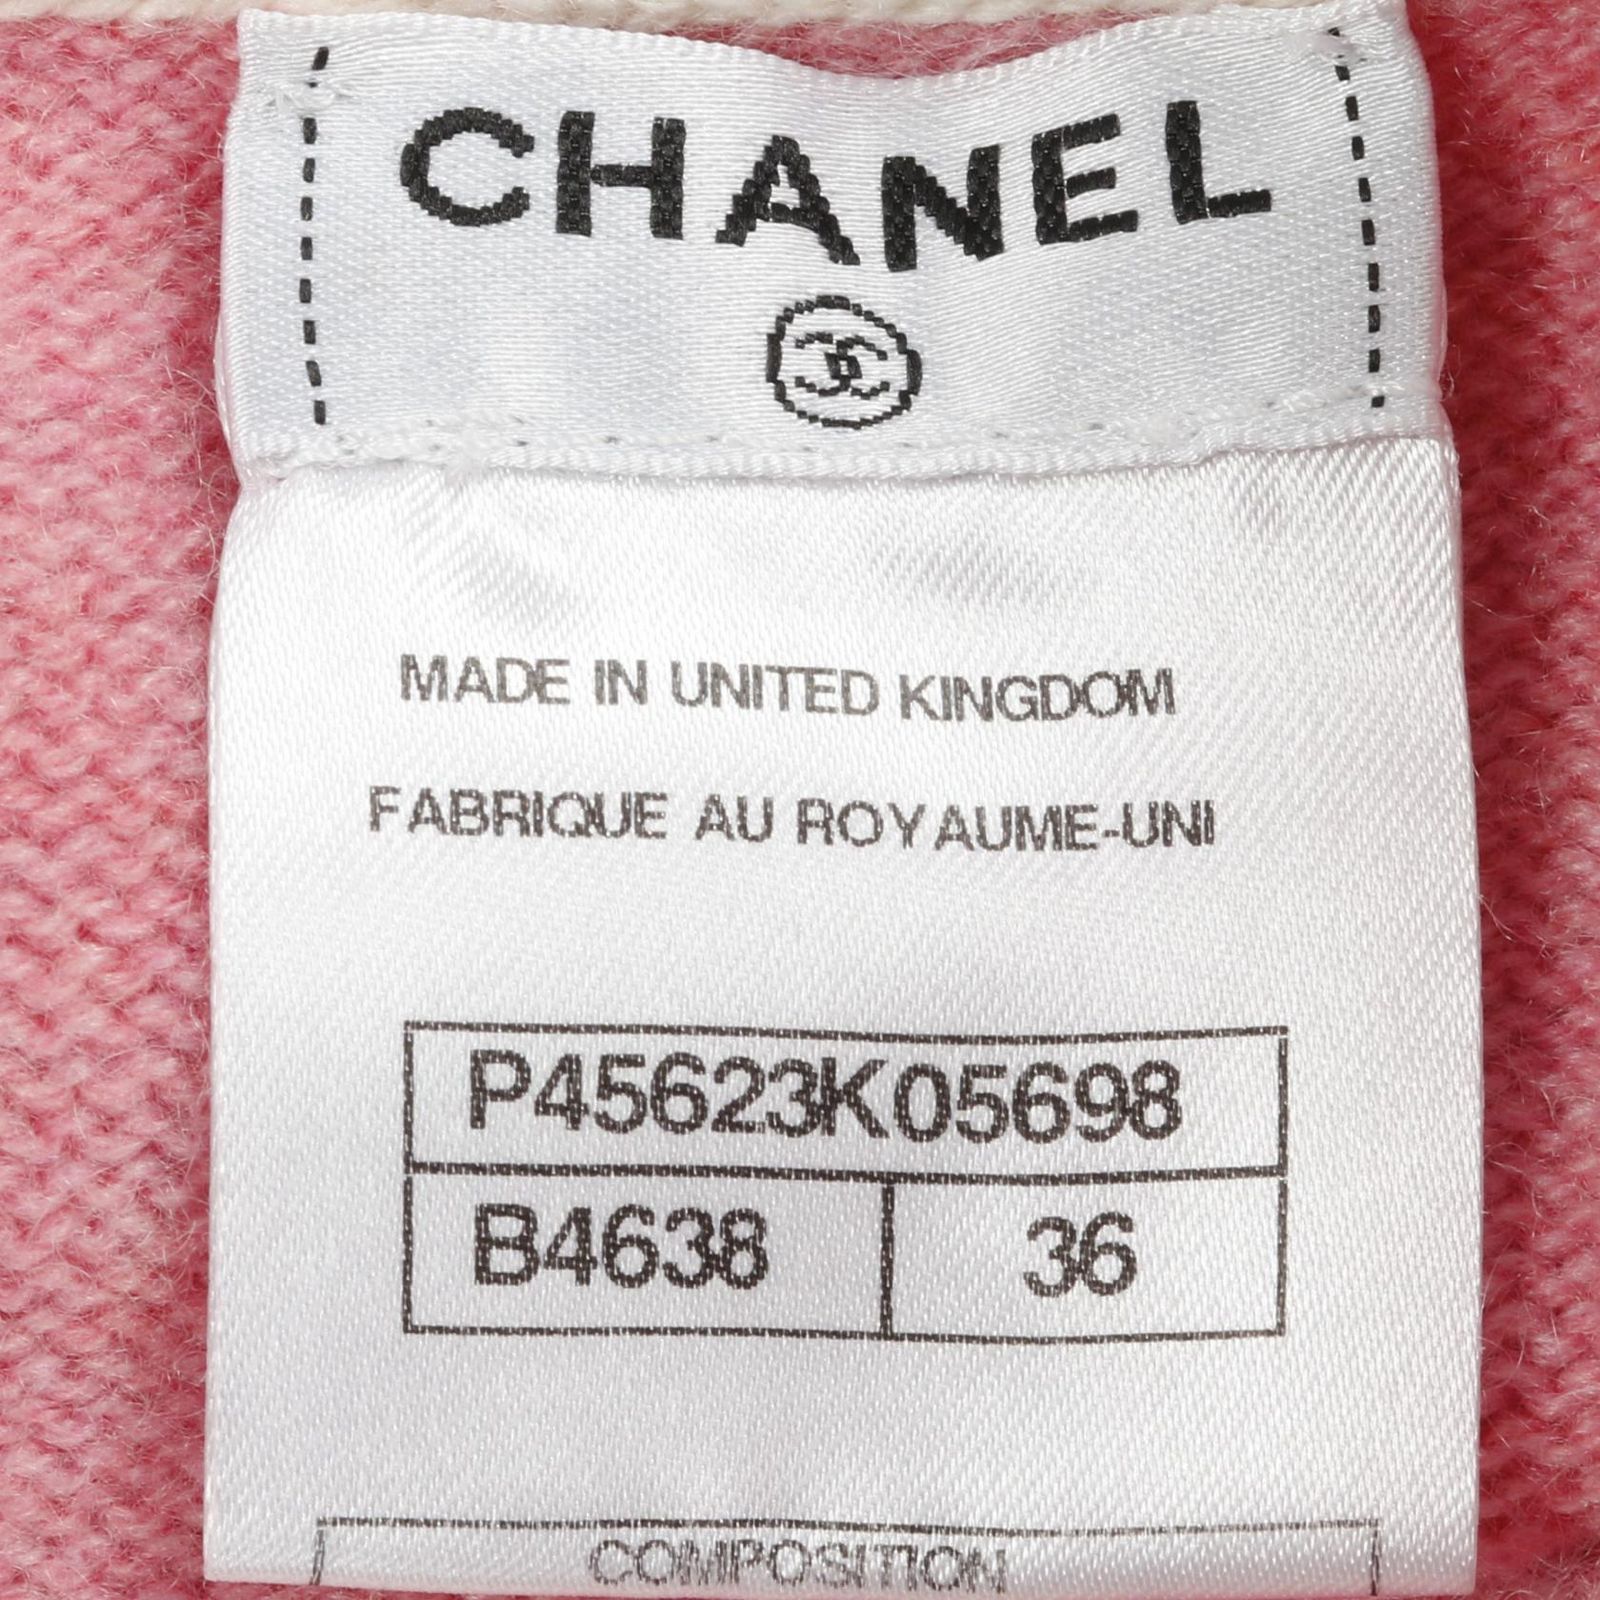 CHANEL
MADE IN UNITED KINGDOM
FABRIQUE AU ROYAUME-UNI
P45623K05698
B4638 36
COMPOSITION